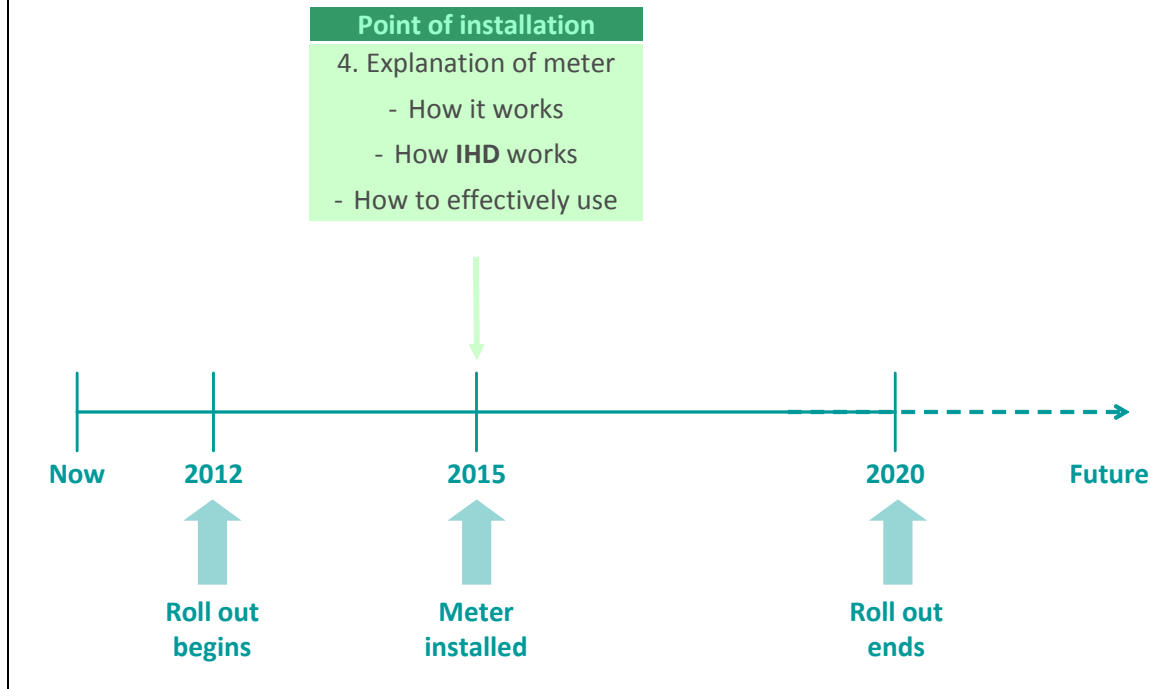 Point of installation
4. Explanation of meter
- How it works
- How IHD works
- How to effectively use
Now
2012
2015
2020
Future
Roll out
begins
Meter
installed
Roll out
ends